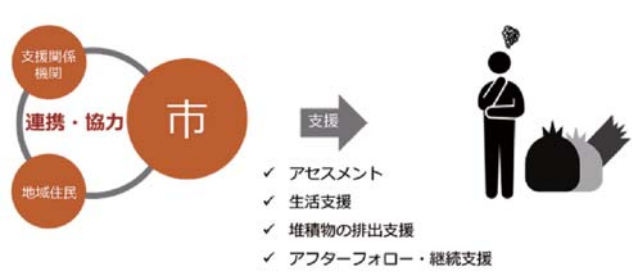 支援関係
機関
連携・協力
市
地域住民
支援
✓ アセスメント
✓ 生活支援
✓ 堆積物の排出支援
✓ アフターフォロー・継続支援